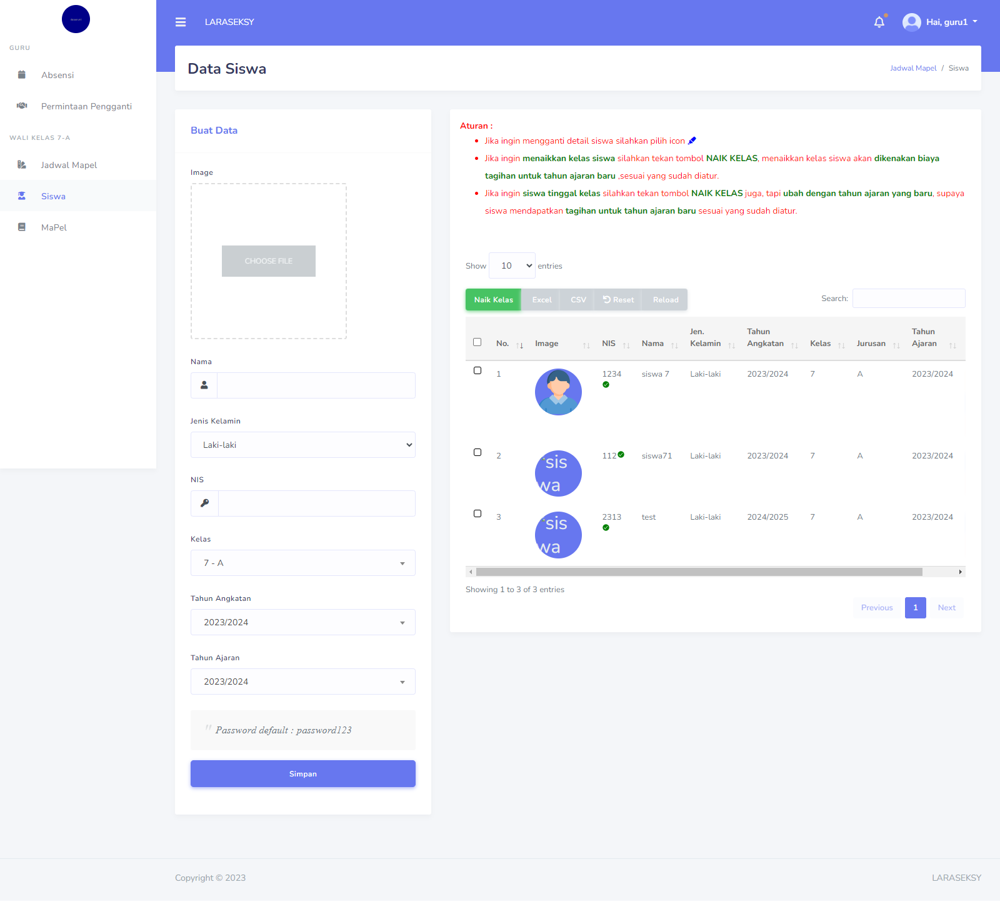 LARASEKSY
Hai, guru1
GURU
Absensi
Permintaan Pengganti
WALI KELAS 7-A
Jadwal Mapel
Siswa
MaPel
Data Siswa
Jadwal Mapel / Siswa
Buat Data
Image
CHOOSE FILE
Nama
Jenis Kelamin
Laki-laki
NIS
Kelas
7 - A
Tahun Angkatan
2023/2024
Tahun Ajaran
2023/2024
" Password default : password123
Simpan
Aturan :
Jika ingin mengganti detail siswa silahkan pilih icon
Jika ingin menaikkan kelas siswa silahkan tekan tombol NAIK KELAS, menaikkan kelas siswa akan dikenakan biaya
tagihan untuk tahun ajaran baru ,sesuai yang sudah diatur.
Jika ingin siswa tinggal kelas silahkan tekan tombol NAIK KELAS juga, tapi ubah dengan tahun ajaran yang baru, supaya
siswa mendapatkan tagihan untuk tahun ajaran baru sesuai yang sudah diatur.
Show 10 entries
Naik Kelas Excel CSV Reset Reload
Search:
No. Image NIS Nama Jen. Kelamin Tahun Angkatan Kelas Jurusan Tahun Ajaran
1 1234 siswa 7 Laki-laki 2023/2024 7 A 2023/2024
2 sis wa 112 siswa71 Laki-laki 2023/2024 7 A 2023/2024
3 sis wa 2313 test Laki-laki 2024/2025 7 A 2023/2024
Showing 1 to 3 of 3 entries
Previous 1 Next
Copyright © 2023
LARASEKSY